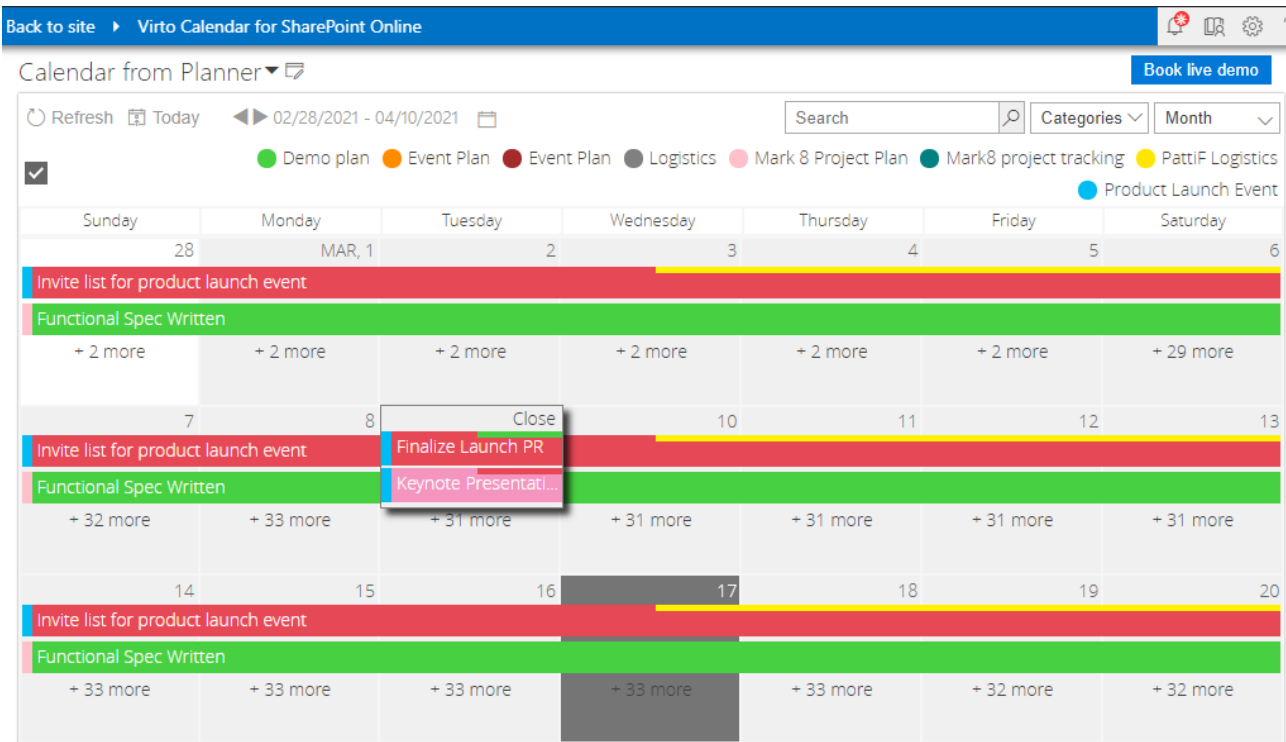 Back to site Virto Calendar for SharePoint Online
Calendar from Planner
Book live demo
Refresh Today 02/28/2021 - 04/10/2021 Search Categories Month
Demo plan Event Plan Event Plan Logistics Mark 8 Project Plan Mark8 project tracking PattiF Logistics
Product Launch Event
Sunday Monday Tuesday Wednesday Thursday Friday Saturday
28 MAR, 1 2 3 4 5 6
Invite list for product launch event
Functional Spec Written
+ 2 more + 2 more + 2 more + 2 more + 2 more + 2 more + 29 more
7 8 Close 10 11 12 13
Invite list for product launch event Finalize Launch PR
Functional Spec Written Keynote Presentati...
+ 32 more + 33 more + 31 more + 31 more + 31 more + 31 more + 31 more
14 15 16 17 18 19 20
Invite list for product launch event
Functional Spec Written
+ 33 more + 33 more + 33 more + 33 more + 33 more + 32 more + 32 more